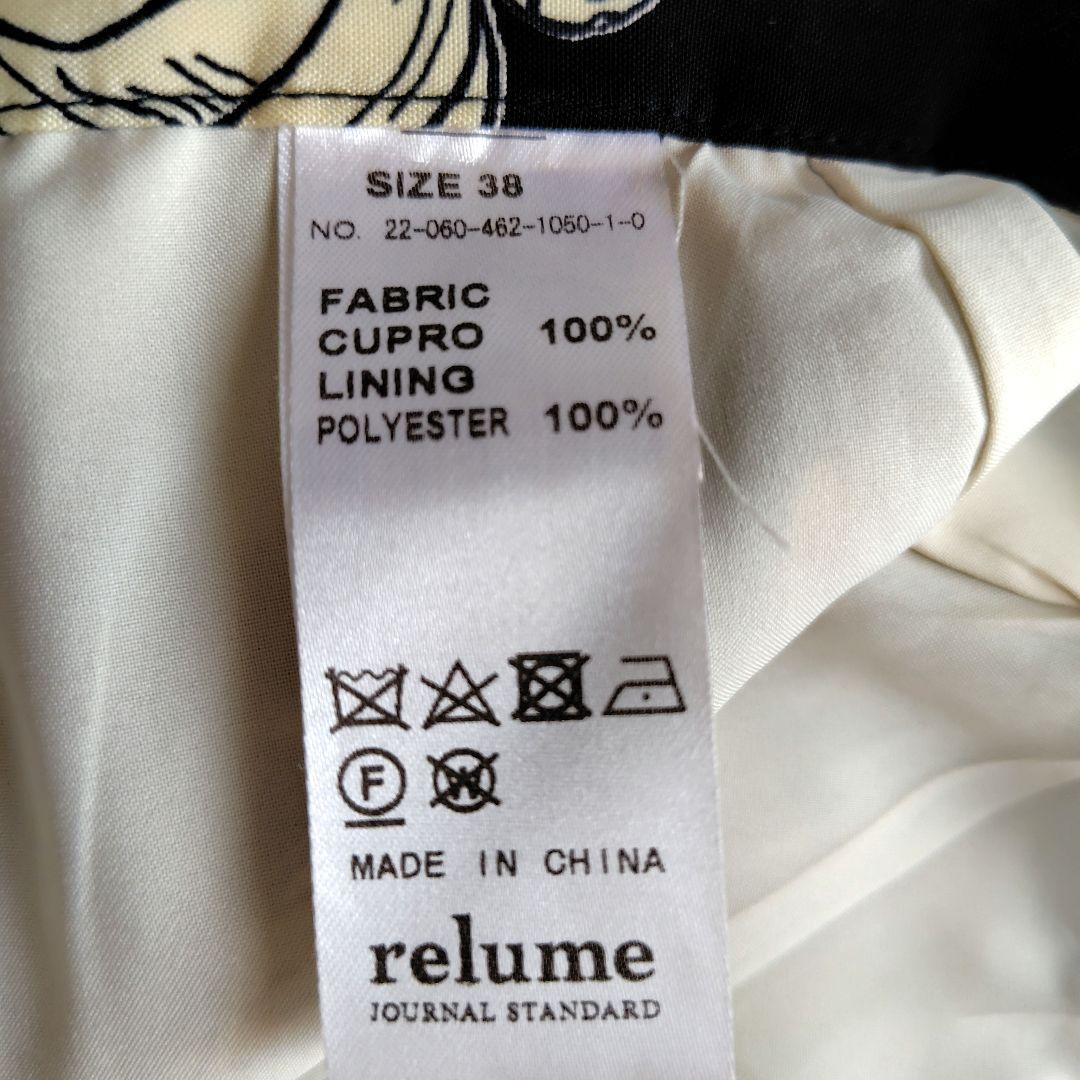 SIZE 38
NO. 22-060-462-1050-1-0
FABRIC
CUPRO 100%
LINING
POLYESTER 100%
F
W
MADE IN CHINA
relume
JOURNAL STANDARD